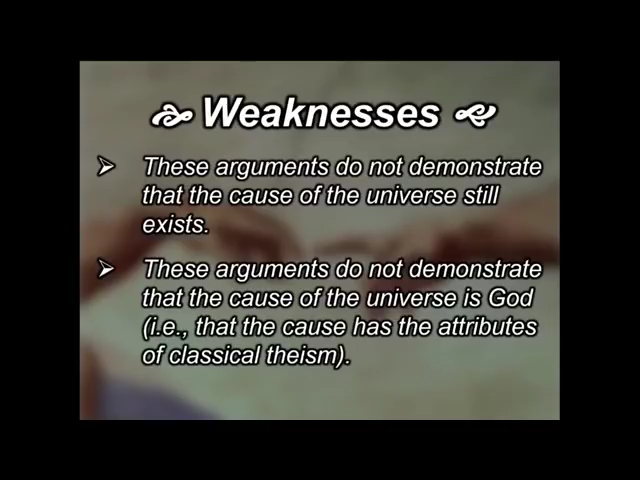 Weaknesses
These arguments do not demonstrate
that the cause of the universe still
exists.
These arguments do not demonstrate
that the cause of the universe is God
(i.e., that the cause has the attributes
of classical theism).